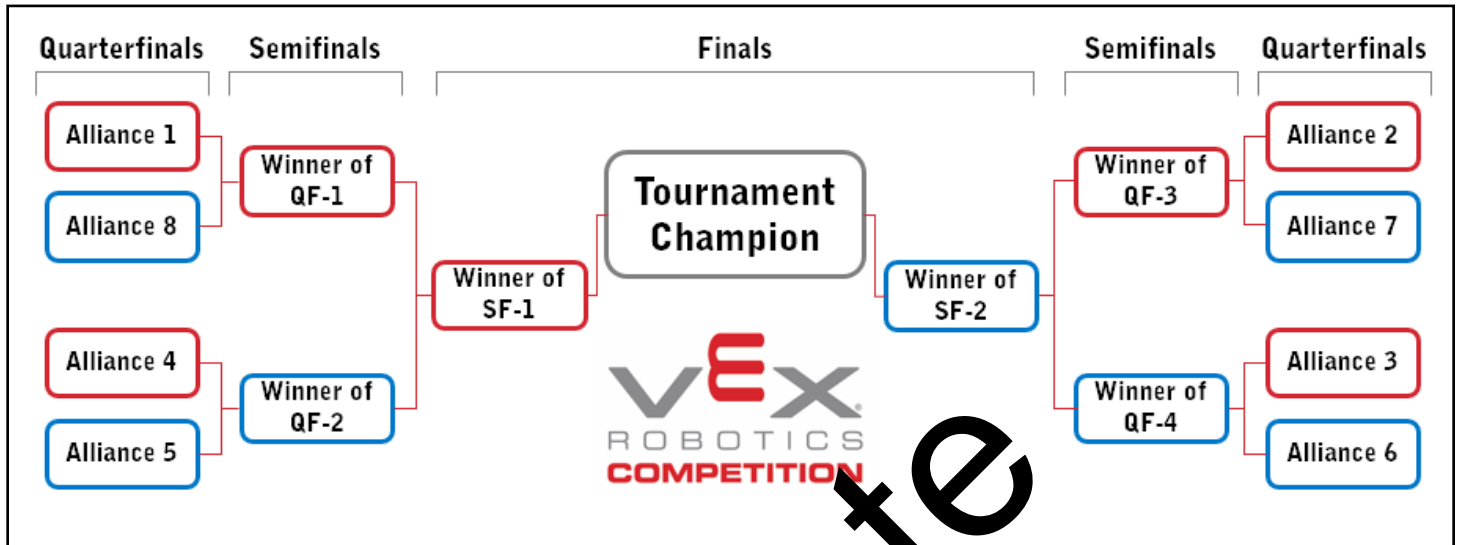 Quarterfinals Semifinals Finals Semifinals Quarterfinals
Alliance 1
Winner of
QF-1
Alliance 8
Alliance 4
Winner of
QF-2
Alliance 5
Winner of
SF-1
Tournament
Champion
VEX
ROBOTICS
COMPETITION
Winner of
SF-2
Winner of
QF-3
Alliance 2
Alliance 7
Winner of
QF-4
Alliance 3
Alliance 6
te